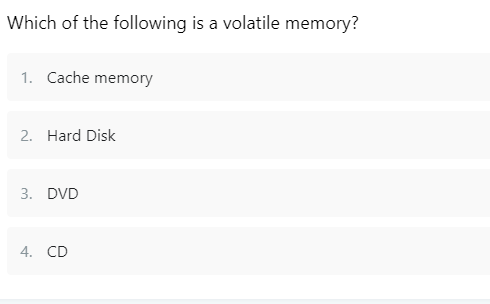 Which of the following is a volatile memory?
1. Cache memory
2. Hard Disk
3. DVD
4. CD